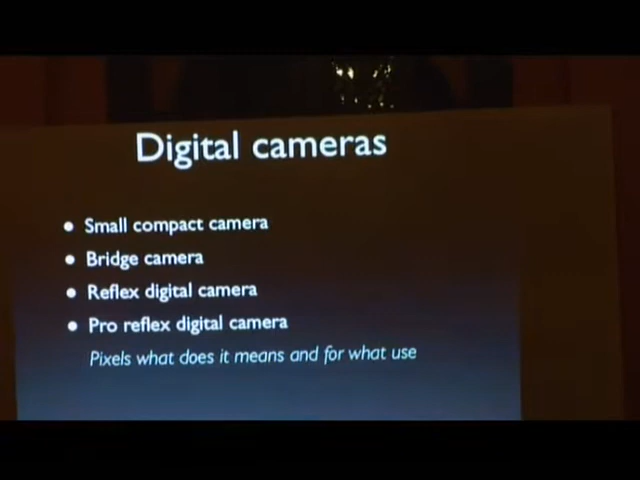 Digital cameras
• Small compact camera
• Bridge camera
• Reflex digital camera
• Pro reflex digital camera
Pixels what does it means and for what use